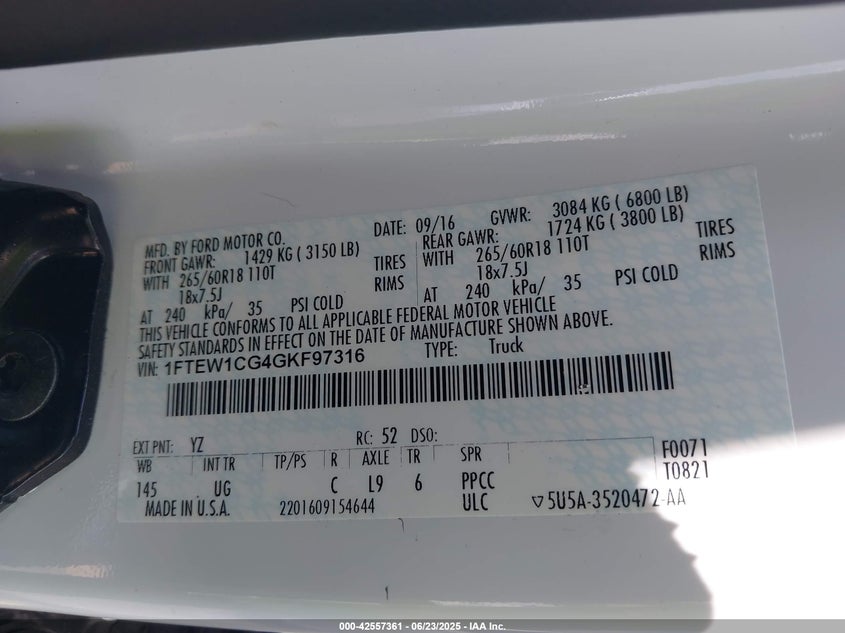 MFD. BY FORD MOTOR CO. DATE: 09/16 GVWR: 3084 KG ( 6800 LB)
FRONT GAWR: 1429 KG ( 3150 LB) REAR GAWR: 1724 KG ( 3800 LB)
WITH 265/60R18 110T TIRES WITH 265/60R18 110T TIRES
18x7.5J RIMS 18x7.5J RIMS
AT 240 kPa/ 35 PSI COLD AT 240 kPa/ 35 PSI COLD
THIS VEHICLE CONFORMS TO ALL APPLICABLE FEDERAL MOTOR VEHICLE
SAFETY STANDARDS IN EFFECT ON THE DATE OF MANUFACTURE SHOWN ABOVE.
VIN: 1FTEW1CG4GKF97316 TYPE: Truck
EXT PNT: YZ RC: 52 DSO:
WB INT TR TP/PS R AXLE TR SPR F0071
T0821
145 UG C L9 6 PPCC
MADE IN U.S.A. 2201609154644 ULC ▽5U5A-3520472-AA
000-42557361 - 06/23/2025 - IAA Inc.